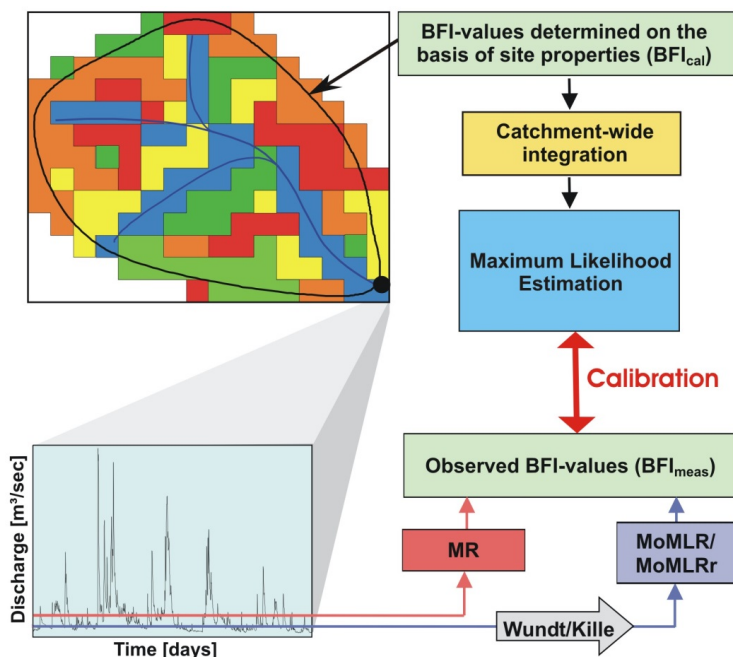 BFI-values determined on the
basis of site properties (BFIcal)
Catchment-wide
integration
Maximum Likelihood
Estimation
Calibration
Observed BFI-values (BFImeas)
MR
MoMLR/
MoMLRr
Wundt/Kille
Discharge [m³/sec]
Time [days]